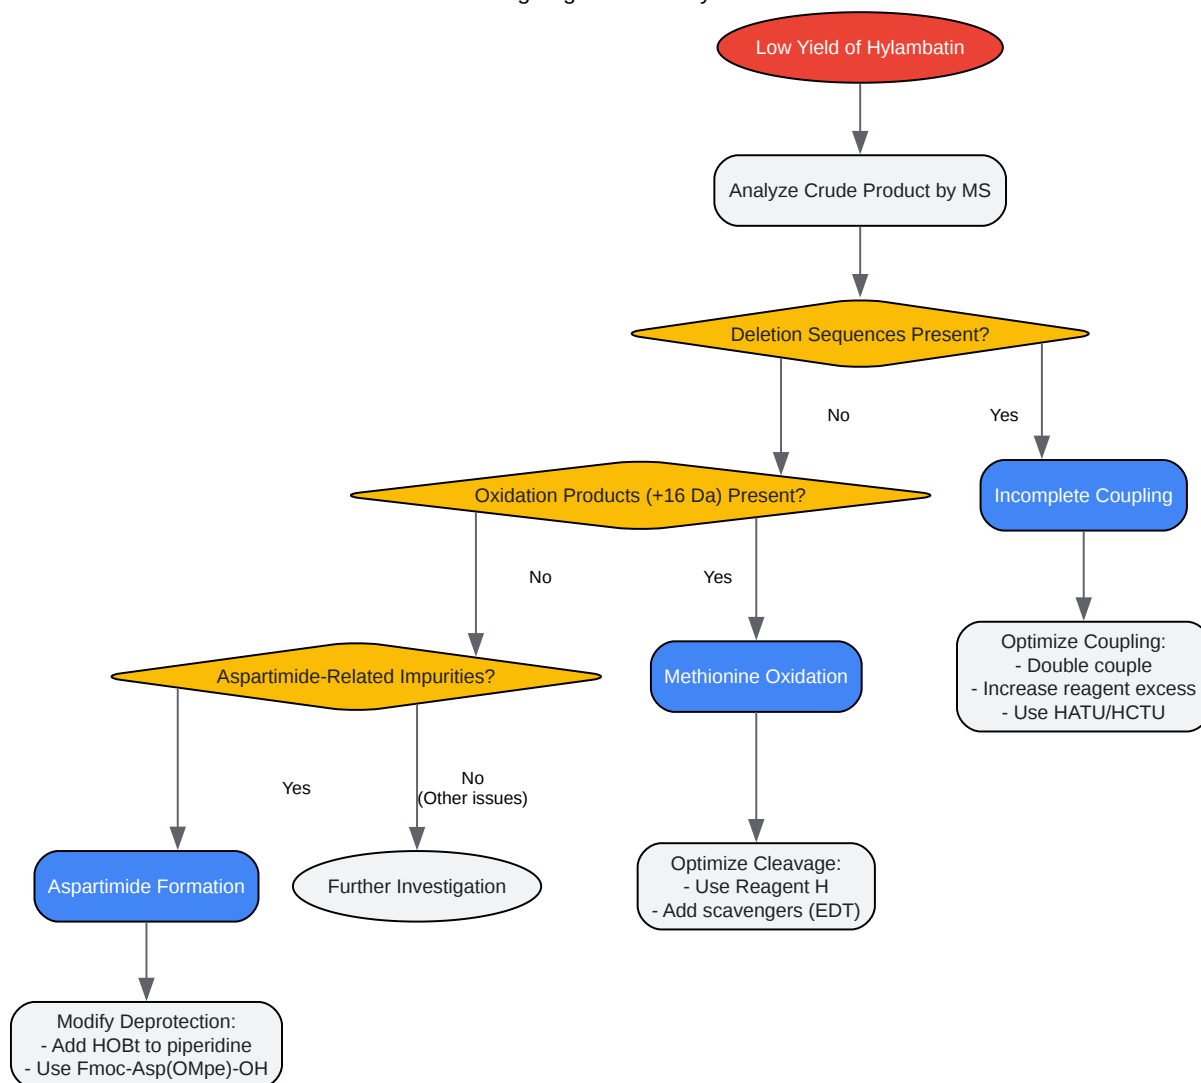 Low Yield of Hylambatin
Analyze Crude Product by MS
Deletion Sequences Present?
No
Yes
Oxidation Products (+16 Da) Present?
Incomplete Coupling
No
Yes
Optimize Coupling:
- Double couple
- Increase reagent excess
- Use HATU/HCTU
Aspartimide-Related Impurities?
Methionine Oxidation
Yes
No
(Other issues)
Aspartimide Formation
Further Investigation
Optimize Cleavage:
- Use Reagent H
- Add scavengers (EDT)
Modify Deprotection:
- Add HOBt to piperidine
- Use Fmoc-Asp(OMpe)-OH